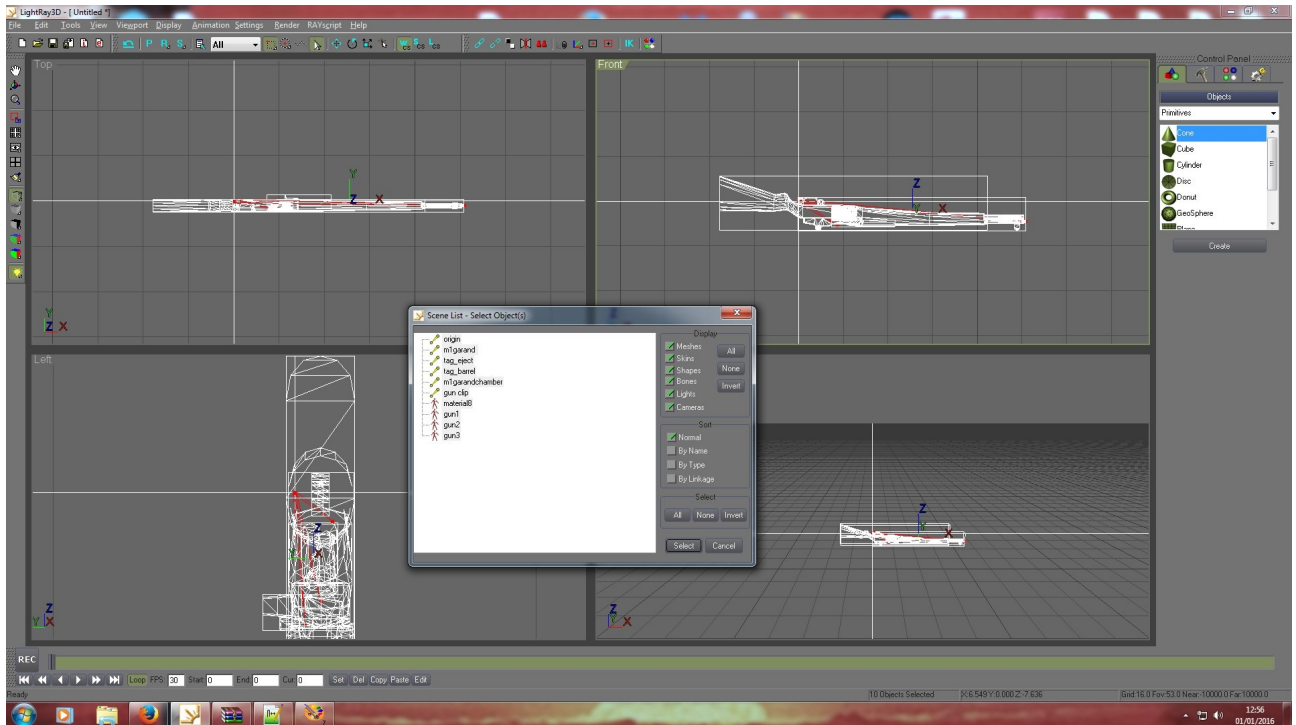 LightRay3D - [ Untitled *]
File Edit Tools View Viewport Display Animation Settings Render RAYscript Help
P R, S, All IK
Top
Front
Control Panel
Objects
Primitives
Cone
Cube
Cylinder
Disc
Donut
GeoSphere
Create
Y
Z X
Z
Y X
Y
Z X
Scene List - Select Object(s)
origin
m1garand
tag_eject
tag_barrel
m1garandchamber
gun clip
material8
gun1
gun2
gun3
Display
Meshes
Skins
Shapes
Bones
Lights
Cameras
All
None
Invert
Sort
Normal
By Name
By Type
By Linkage
Select
All None Invert
Select Cancel
Left
Z
X
Z
Y X
Z
Y
X
Z
Y X
REC
Loop FPS: 30 Start: 0 End: 0 Cur: 0 Set Del Copy Paste Edit
Ready
10 Objects Selected
X:6.549 Y:0.000 Z:-7.636
Grid:16.0 Fov:53.0 Near:-10000.0 Far:10000.0
12:56
01/01/2016